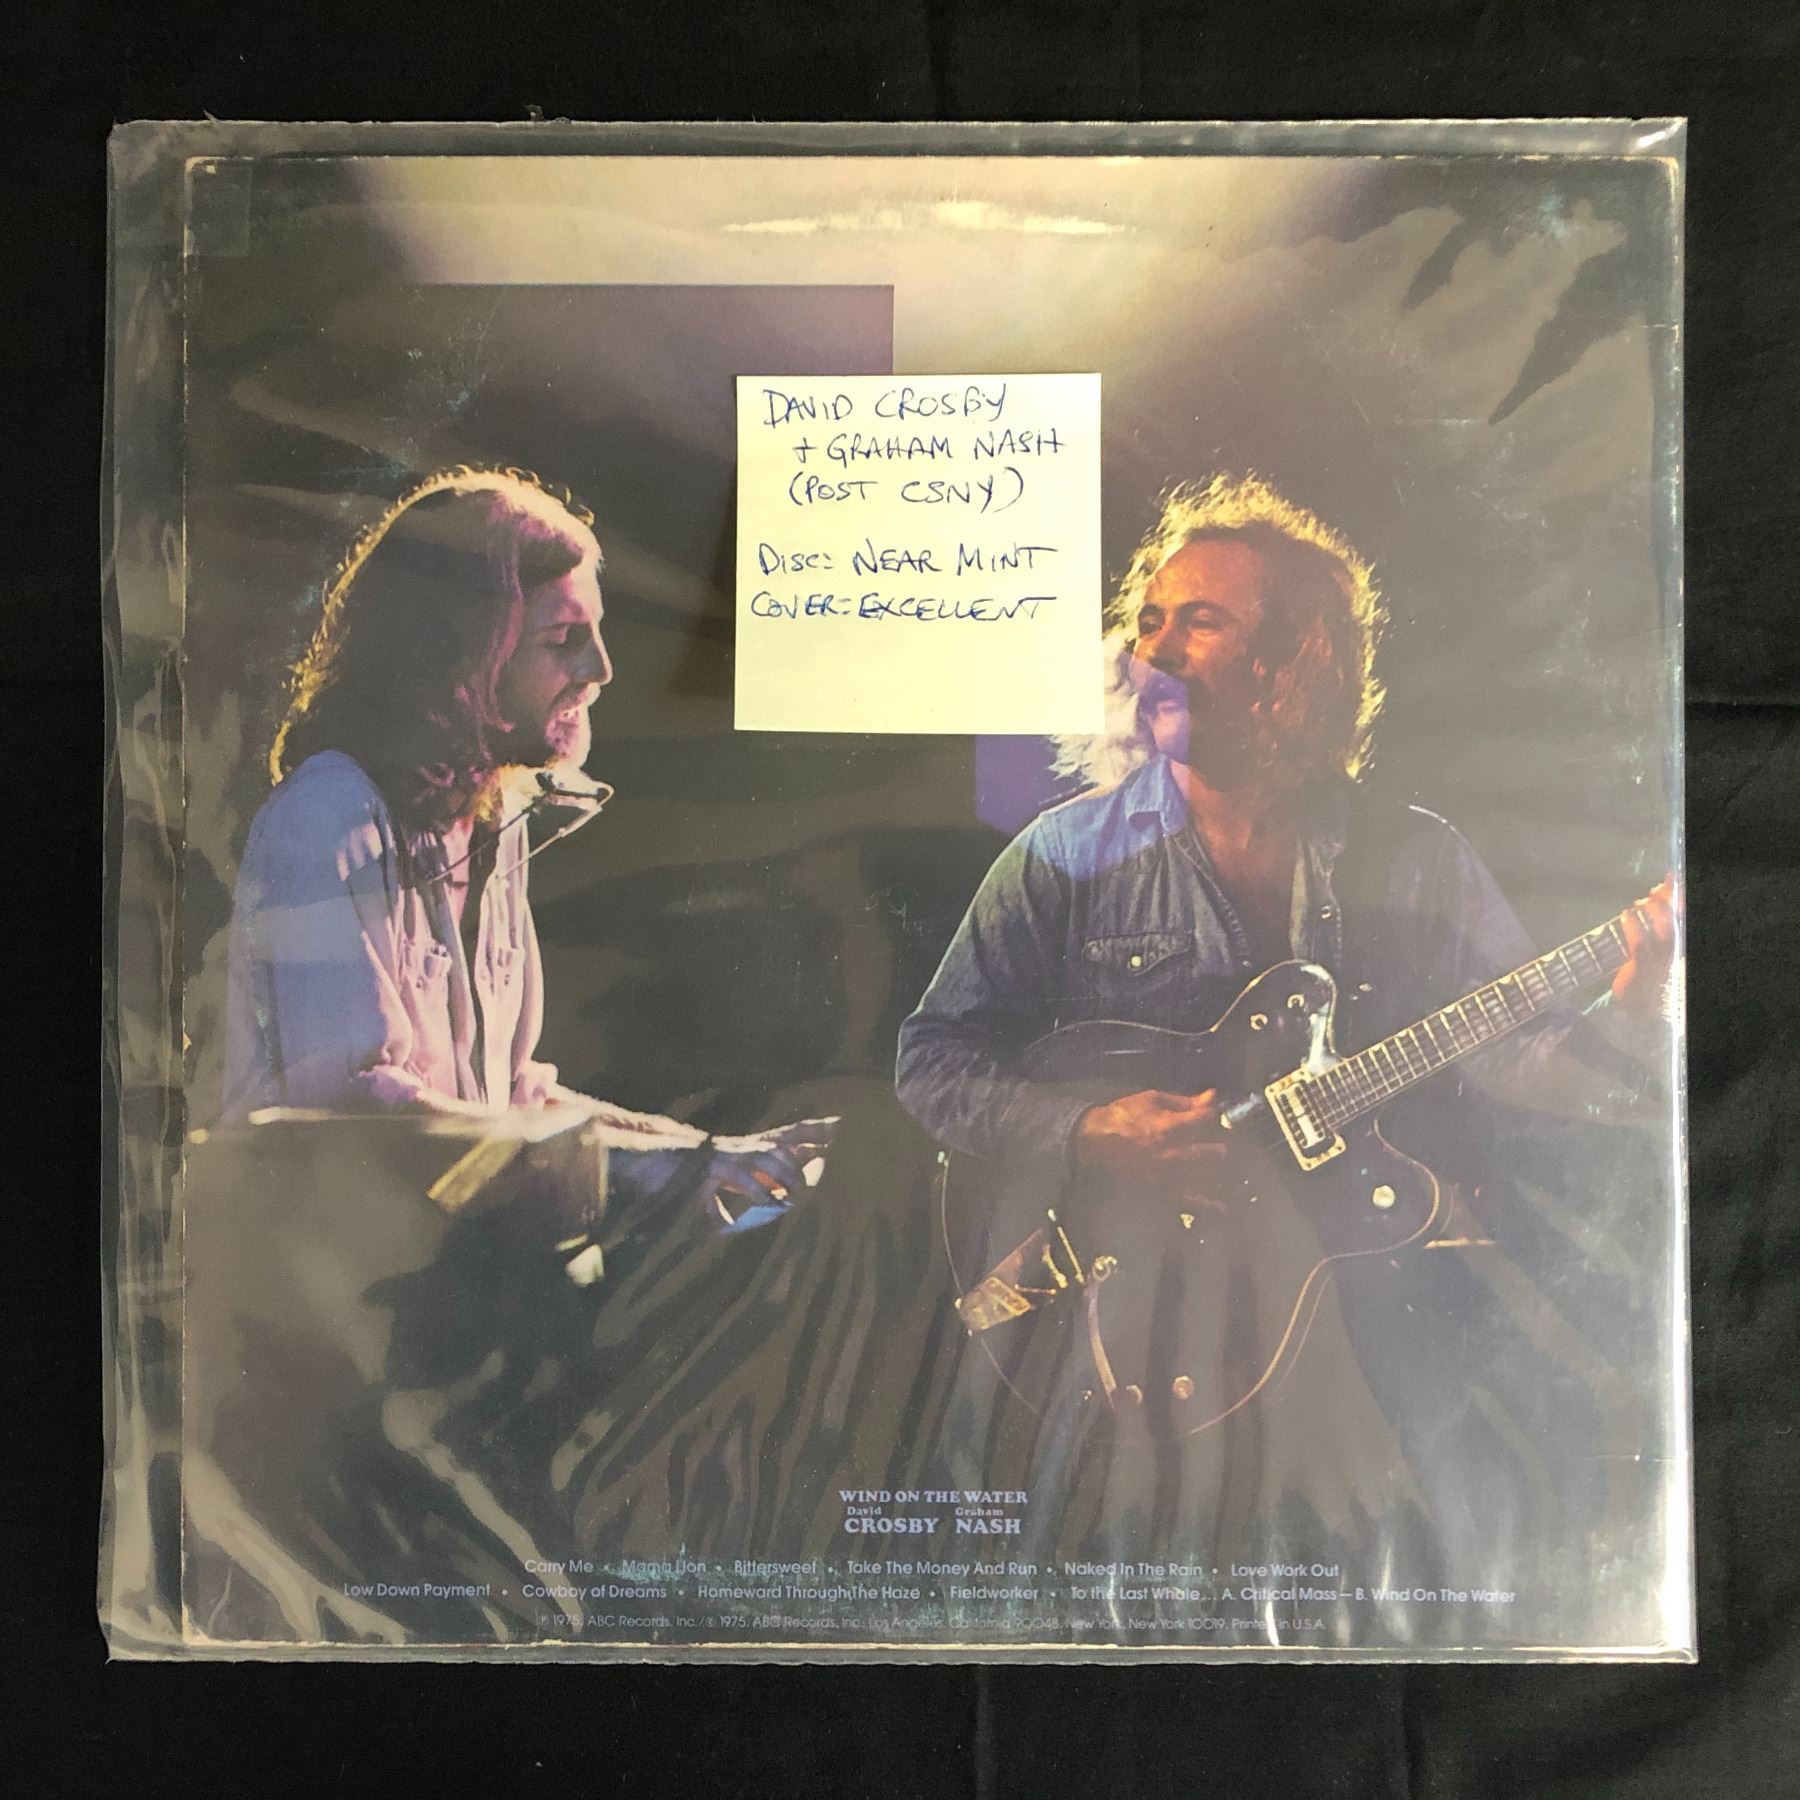 DAVID CROSBY
+ GRAHAM NASH
(POST CSNY)
DISC: NEAR MINT
COVER: EXCELLENT
WIND ON THE WATER
David Graham
CROSBY NASH
Carry Me • Mama Lion • Bittersweet • Take The Money And Run • Naked In The Rain • Love Work Out
Low Down Payment • Cowboy of Dreams • Homeward Through The Haze • Fieldworker • To the Last Whale... A. Critical Mass — B. Wind On The Water
℗ 1975, ABC Records, Inc./© 1975, ABC Records, Inc., Los Angeles, California 90048, New York, New York 10019. Printed in U.S.A.